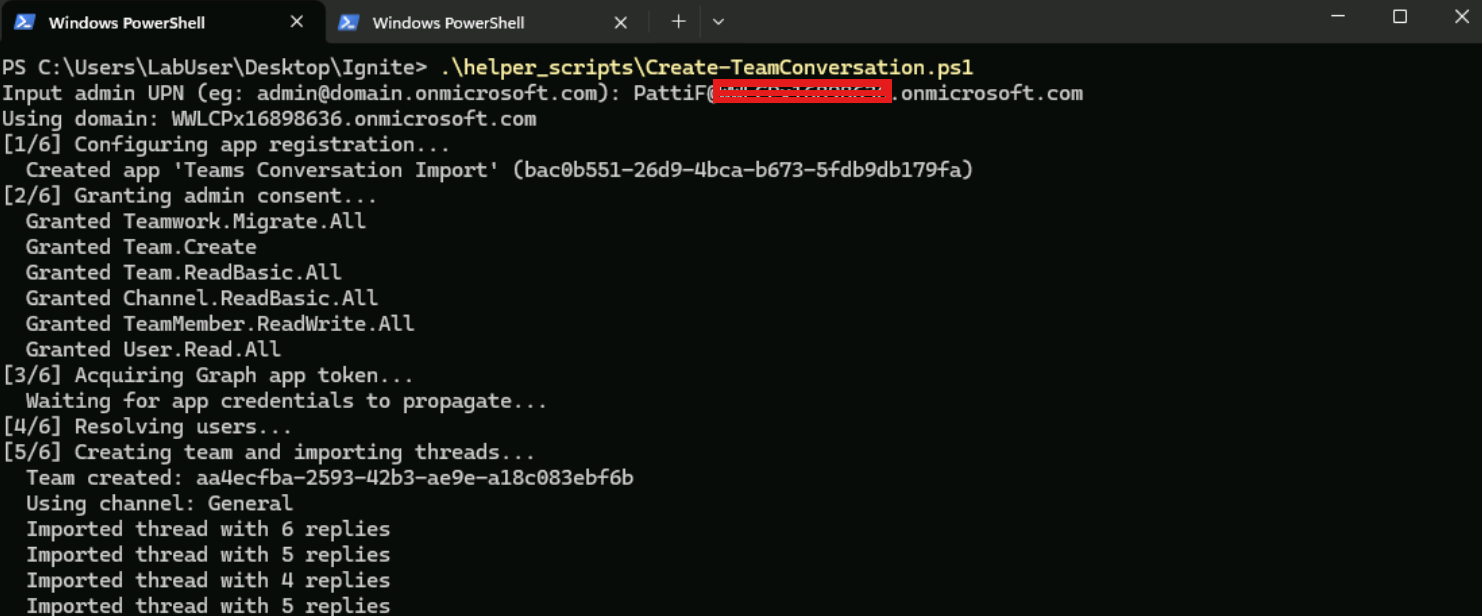 Windows PowerShell
Windows PowerShell
PS C:\Users\LabUser\Desktop\Ignite> .\helper_scripts\Create-TeamConversation.ps1
Input admin UPN (eg: admin@domain.onmicrosoft.com): PattiF@ .onmicrosoft.com
Using domain: WWLCPx16898636.onmicrosoft.com
[1/6] Configuring app registration...
Created app 'Teams Conversation Import' (bac0b551-26d9-4bca-b673-5fdb9db179fa)
[2/6] Granting admin consent...
Granted Teamwork.Migrate.All
Granted Team.Create
Granted Team.ReadBasic.All
Granted Channel.ReadBasic.All
Granted TeamMember.ReadWrite.All
Granted User.Read.All
[3/6] Acquiring Graph app token...
Waiting for app credentials to propagate...
[4/6] Resolving users...
[5/6] Creating team and importing threads...
Team created: aa4ecfba-2593-42b3-ae9e-a18c083ebf6b
Using channel: General
Imported thread with 6 replies
Imported thread with 5 replies
Imported thread with 4 replies
Imported thread with 5 replies